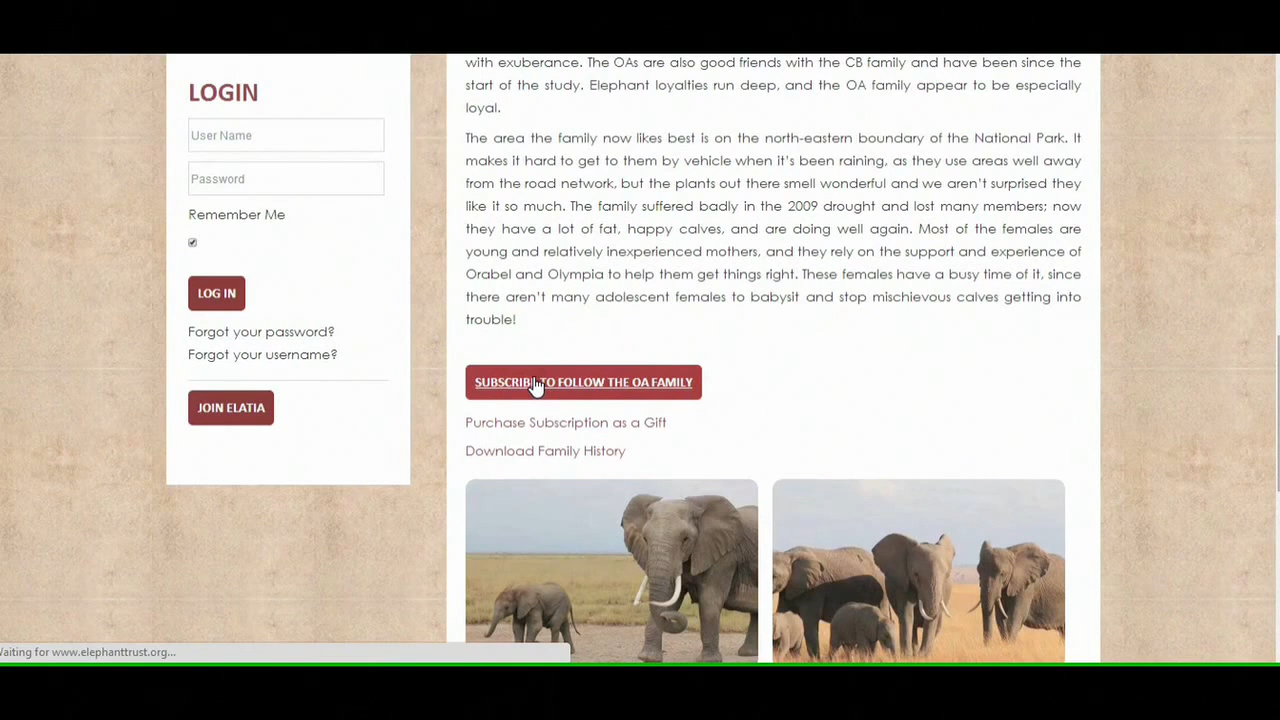 LOGIN
User Name
Password
Remember Me
LOG IN
Forgot your password?
Forgot your username?
JOIN ELATIA
with exuberance. The OAs are also good friends with the CB family and have been since the
start of the study. Elephant loyalties run deep, and the OA family appear to be especially
loyal.
The area the family now likes best is on the north-eastern boundary of the National Park. It
makes it hard to get to them by vehicle when it's been raining, as they use areas well away
from the road network, but the plants out there smell wonderful and we aren't surprised they
like it so much. The family suffered badly in the 2009 drought and lost many members; now
they have a lot of fat, happy calves, and are doing well again. Most of the females are
young and relatively inexperienced mothers, and they rely on the support and experience of
Orabel and Olympia to help them get things right. These females have a busy time of it, since
there aren't many adolescent females to babysit and stop mischievous calves getting into
trouble!
SUBSCRIBE TO FOLLOW THE OA FAMILY
Purchase Subscription as a Gift
Download Family History
Waiting for www.elephanttrust.org...